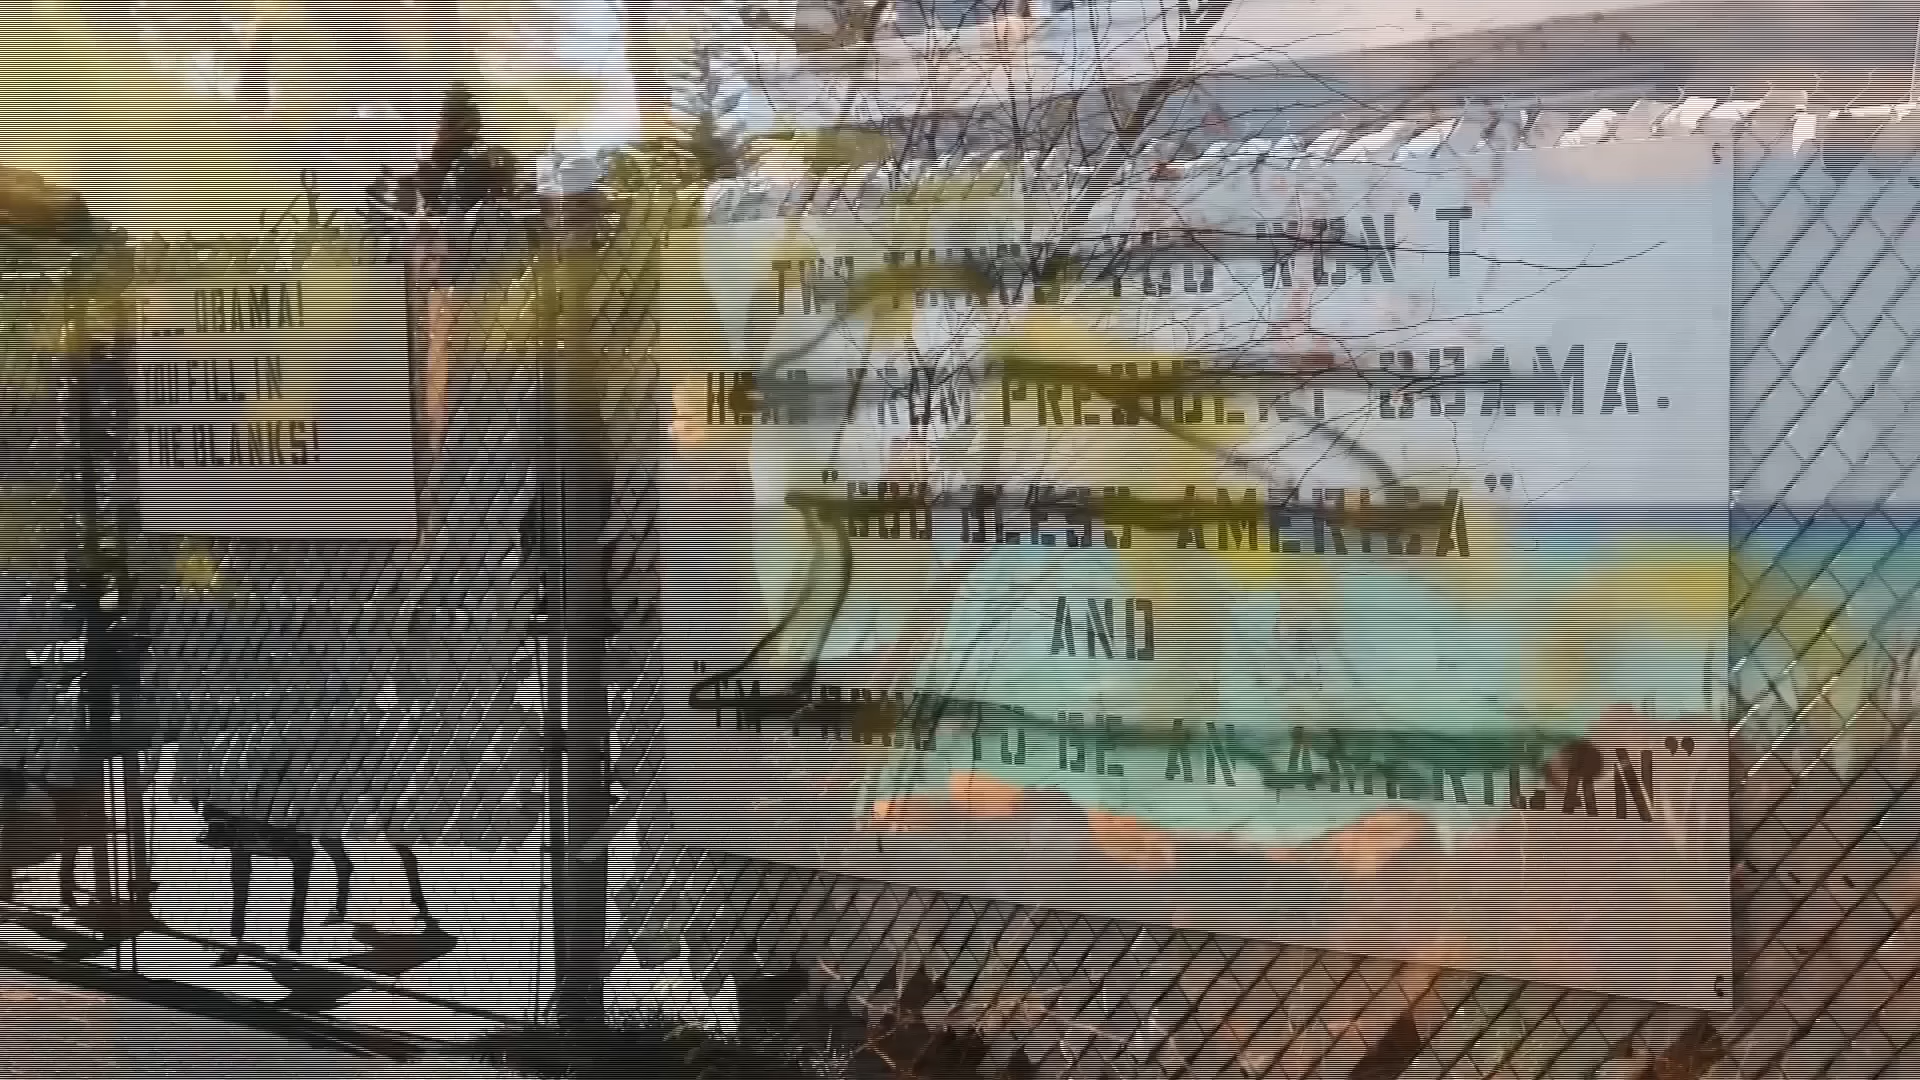 F___ OBAMA!
YOU FILL IN
THE BLANKS!
TWO THINGS YOU WON'T
HEAR FROM PRESIDENT OBAMA.
"GOD BLESS AMERICA"
AND
"I'M PROUD TO BE AN AMERICAN"